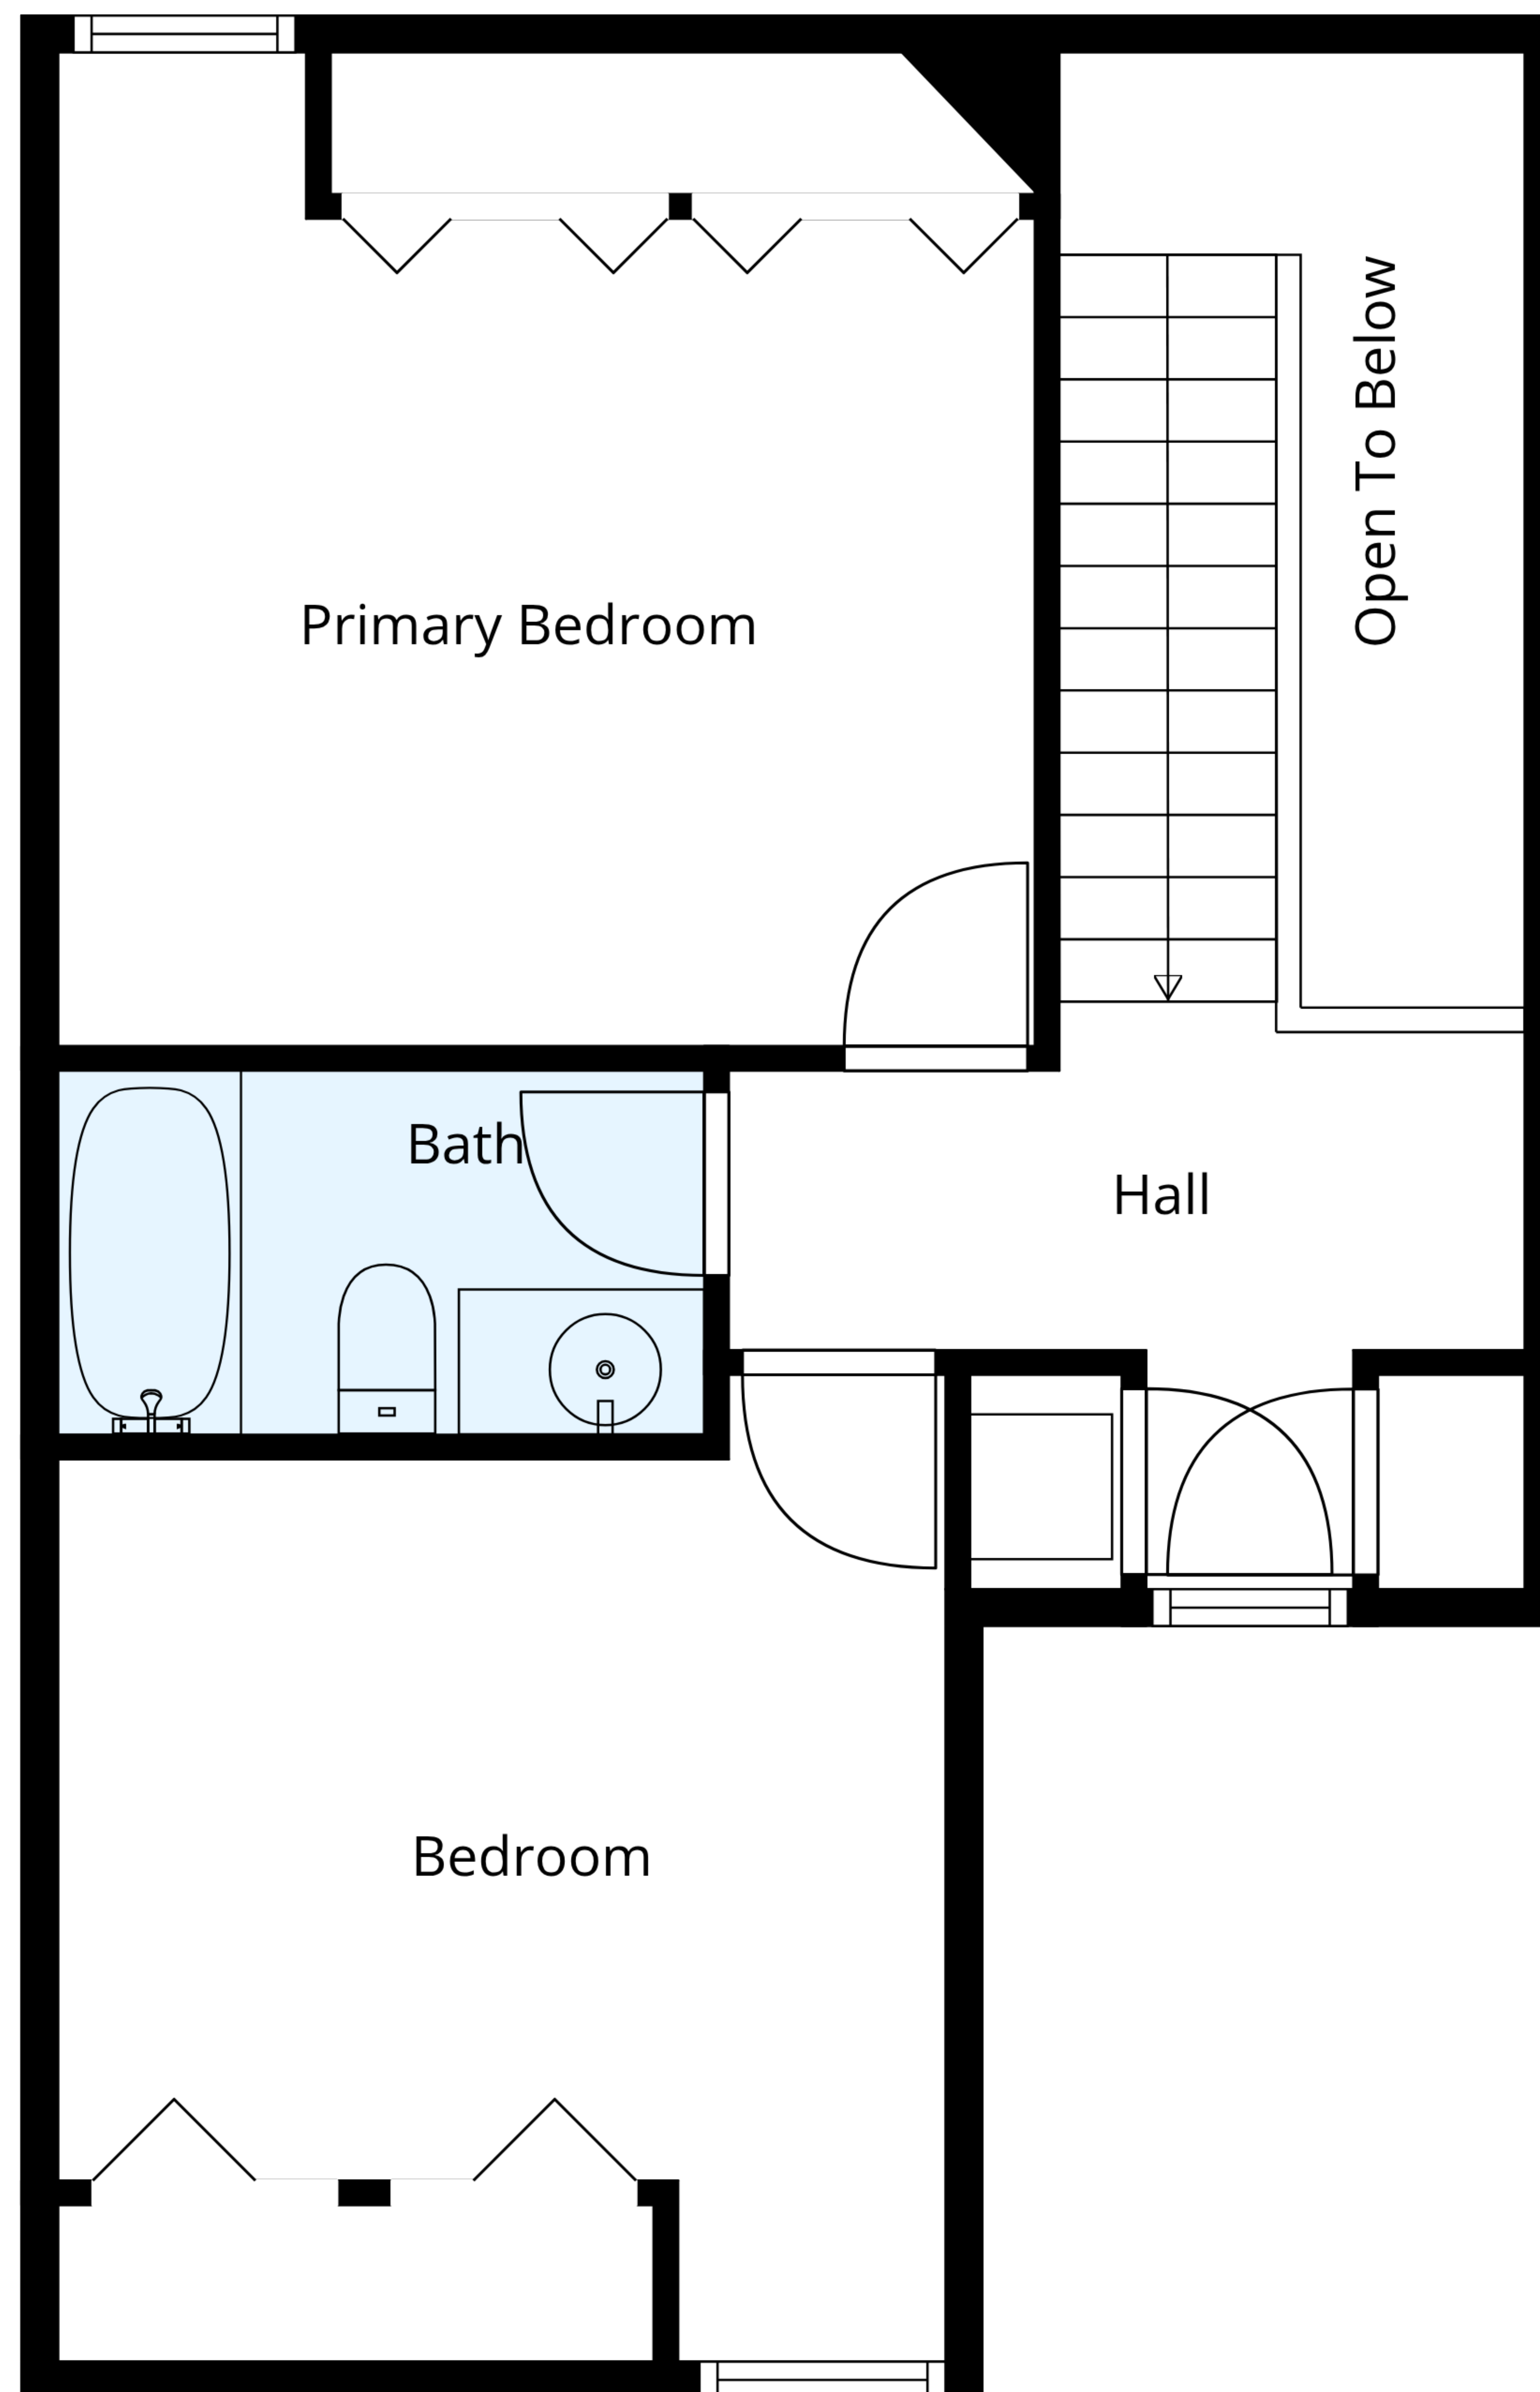 Open To Below
Primary Bedroom
Bath
Hall
Bedroom